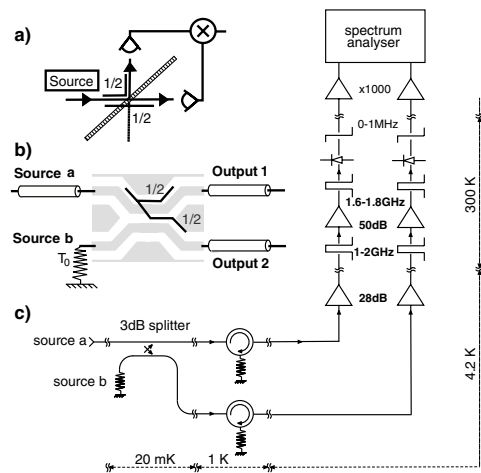 a)
Source
1/2
1/2
b)
Source a
1/2
Output 1
1/2
Source b
T0
Output 2
c)
3dB splitter
source a
source b
20 mK
1 K
spectrum
analyser
x1000
0-1MHz
1.6-1.8GHz
50dB
1-2GHz
28dB
300 K
4.2 K